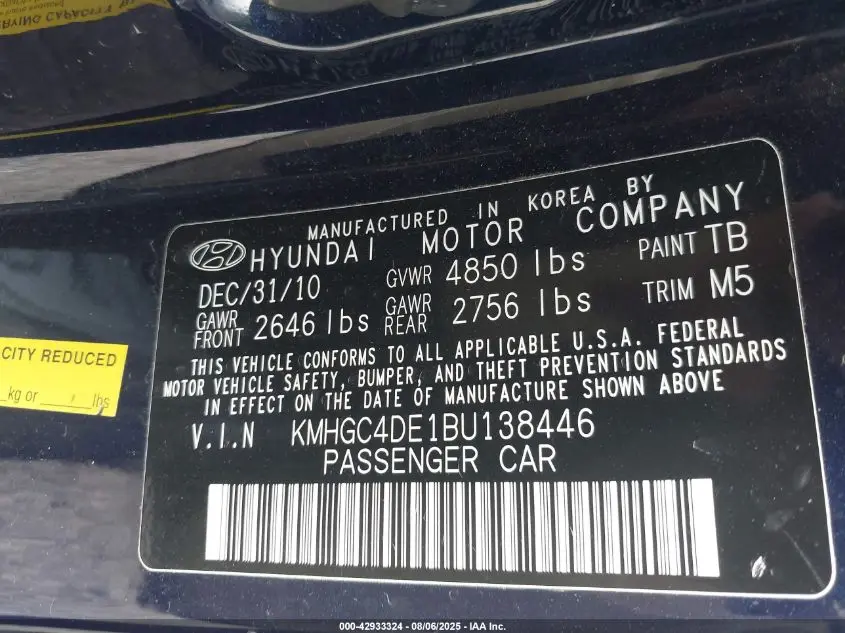 RYING CAPACITY
MANUFACTURED IN KOREA BY
HYUNDAI MOTOR COMPANY
DEC/31/10 GVWR 4850 lbs PAINT TB
GAWR FRONT 2646 lbs GAWR REAR 2756 lbs TRIM M5
THIS VEHICLE CONFORMS TO ALL APPLICABLE U.S.A. FEDERAL
MOTOR VEHICLE SAFETY, BUMPER, AND THEFT PREVENTION STANDARDS
IN EFFECT ON THE DATE OF MANUFACTURE SHOWN ABOVE
V.I.N KMHGC4DE1BU138446
PASSENGER CAR
CITY REDUCED
kg or lbs
000-42933324 - 08/06/2025 - IAA Inc.